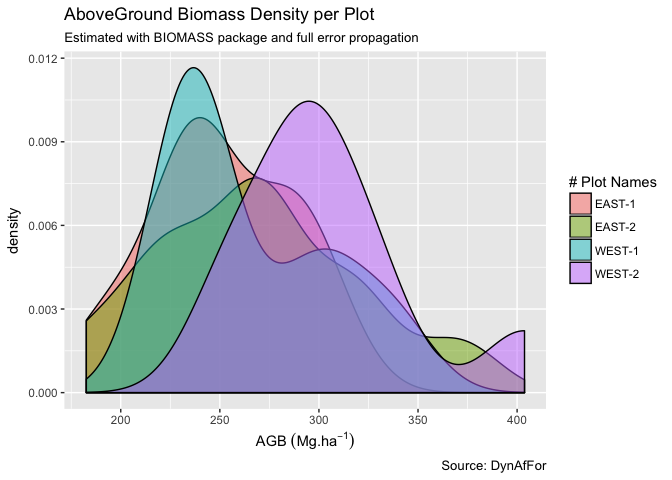 AboveGround Biomass Density per Plot
Estimated with BIOMASS package and full error propagation
0.012
0.009
0.006
0.003
0.000
density
200 250 300 350 400
AGB (Mg.ha⁻¹)
# Plot Names
EAST-1
EAST-2
WEST-1
WEST-2
Source: DynAfFor